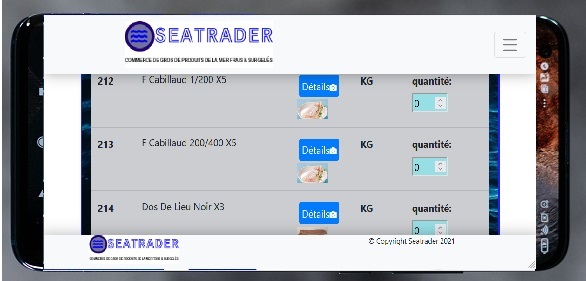 SEATRADER
COMMERCE DE GROS DE PRODUITS DE LA MER FRAIS & SURGELÉS
212 F Cabillaud 1/200 X5 Détails KG quantité:
0
213 F Cabillaud 200/400 X5 Détails KG quantité:
0
214 Dos De Lieu Noir X3 Détails KG quantité:
0
SEATRADER
COMMERCE DE GROS DE PRODUITS DE LA MER FRAIS & SURGELÉS
© Copyright Seatrader 2021